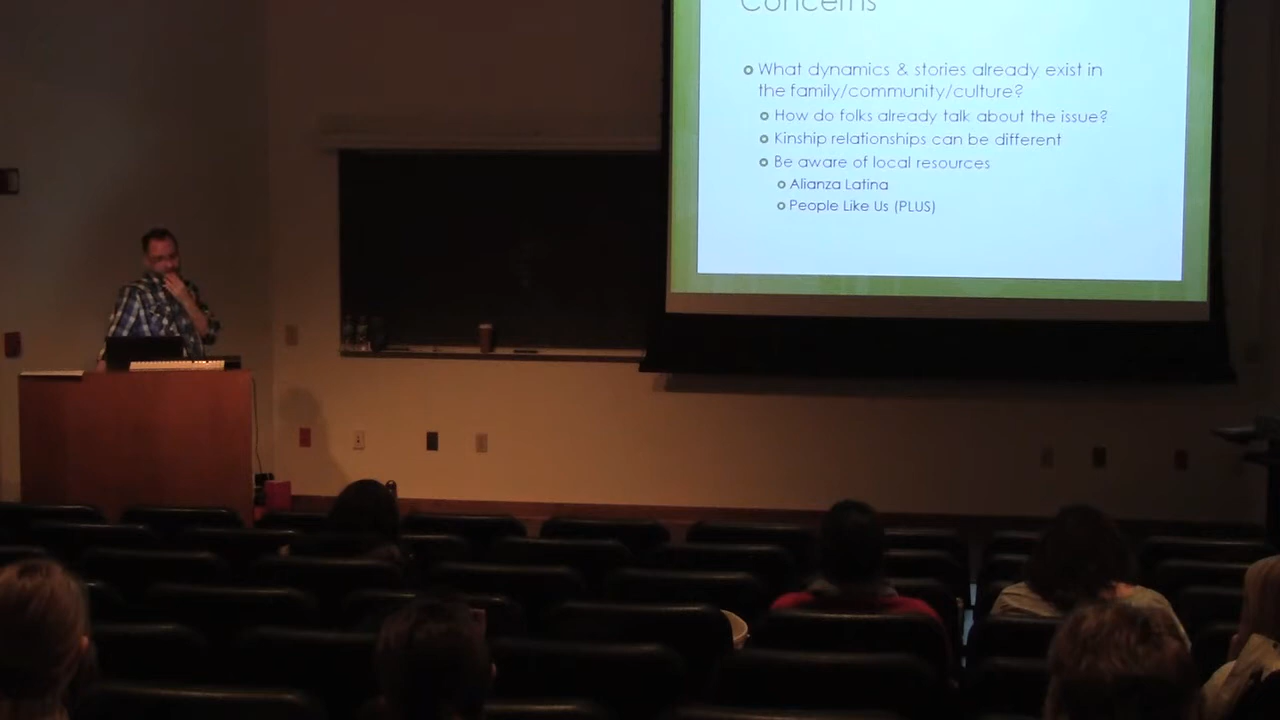 Concerns
What dynamics & stories already exist in
the family/community/culture?
How do folks already talk about the issue?
Kinship relationships can be different
Be aware of local resources
Alianza Latina
People Like Us (PLUS)